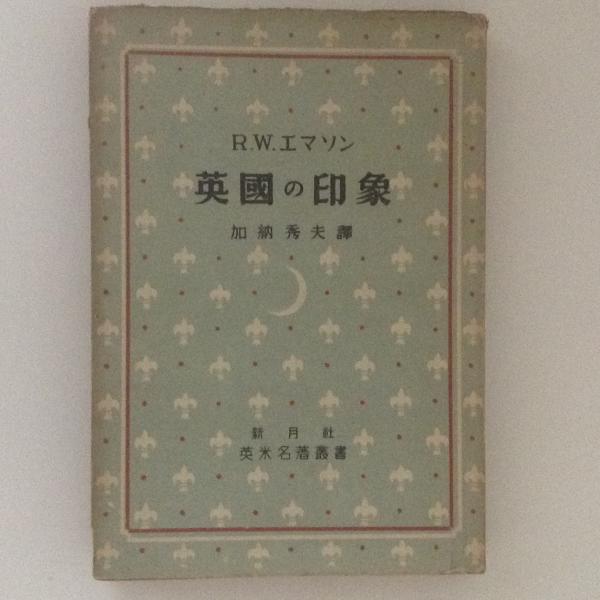 R.W.エマソン
英國の印象
加納秀夫譯
新月社
英米名著叢書